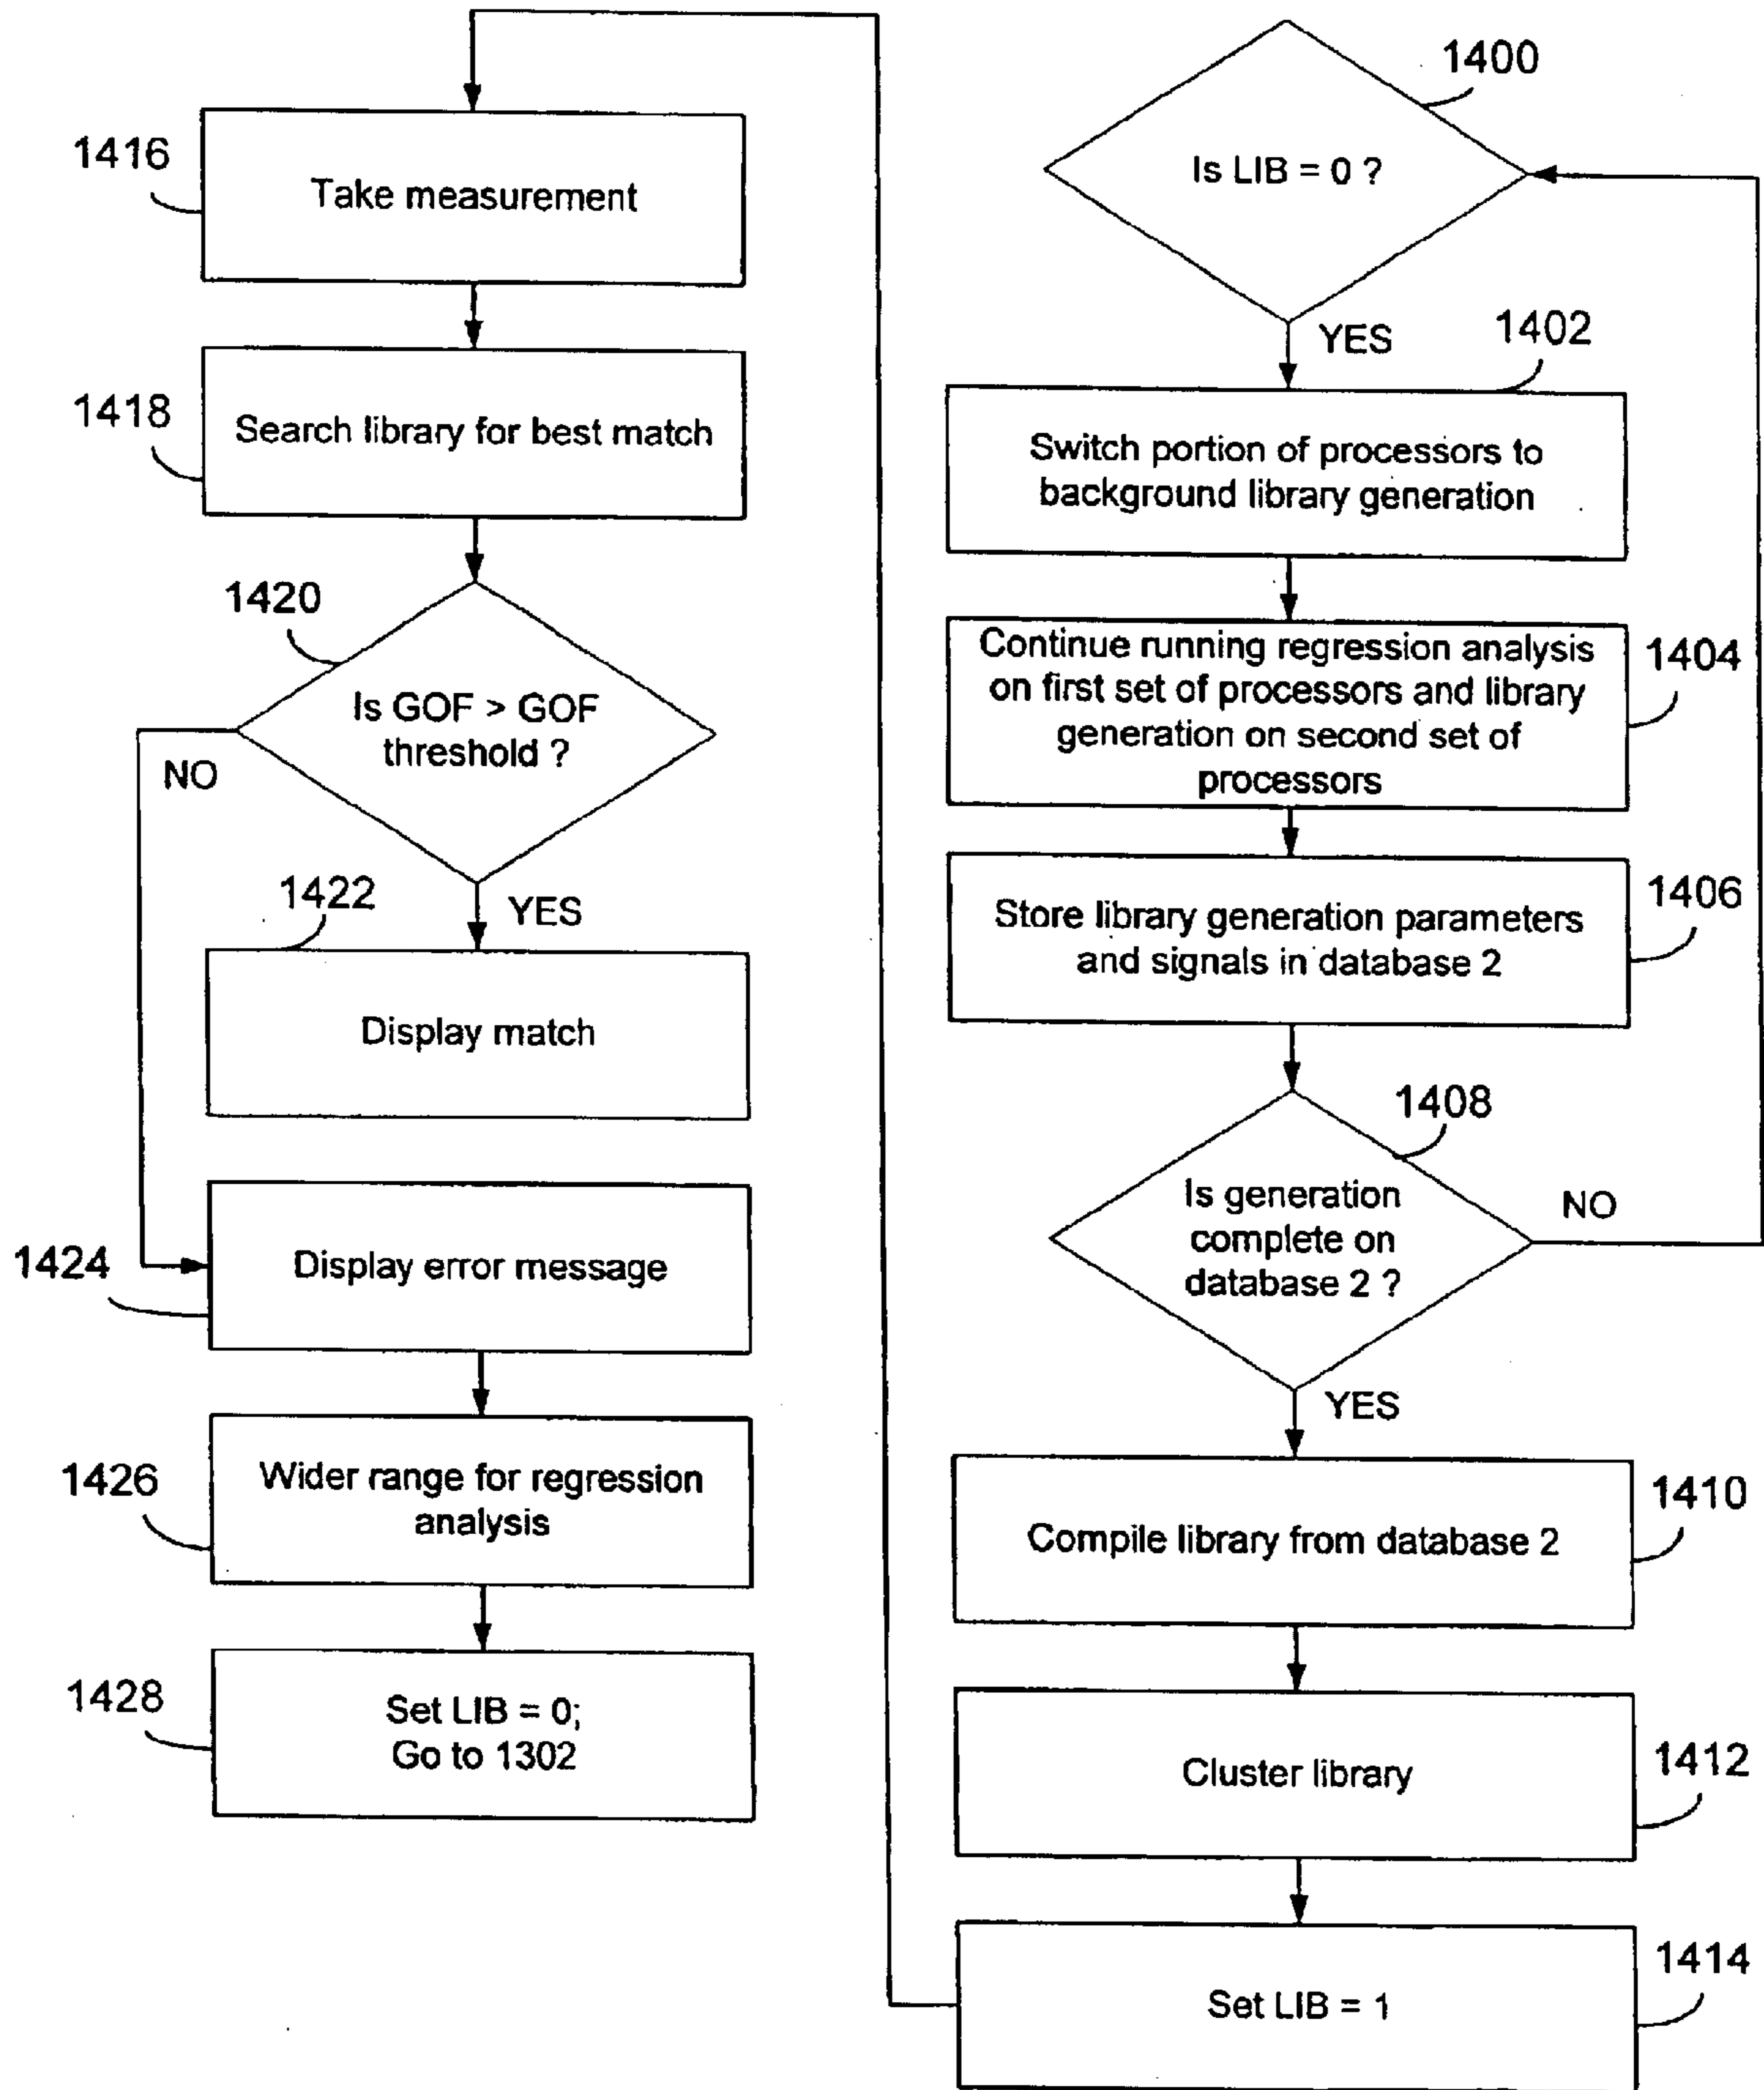 1416
Take measurement
1418
Search library for best match
1420
Is GOF > GOF
threshold ?
NO
YES
1422
Display match
1424
Display error message
1426
Wider range for regression
analysis
1428
Set LIB = 0;
Go to 1302
1400
Is LIB = 0 ?
YES
1402
Switch portion of processors to
background library generation
Continue running regression analysis
on first set of processors and library
generation on second set of
processors
1404
Store library generation parameters
and signals in database 2
1406
1408
Is generation
complete on
database 2 ?
NO
YES
Compile library from database 2
1410
Cluster library
1412
Set LIB = 1
1414